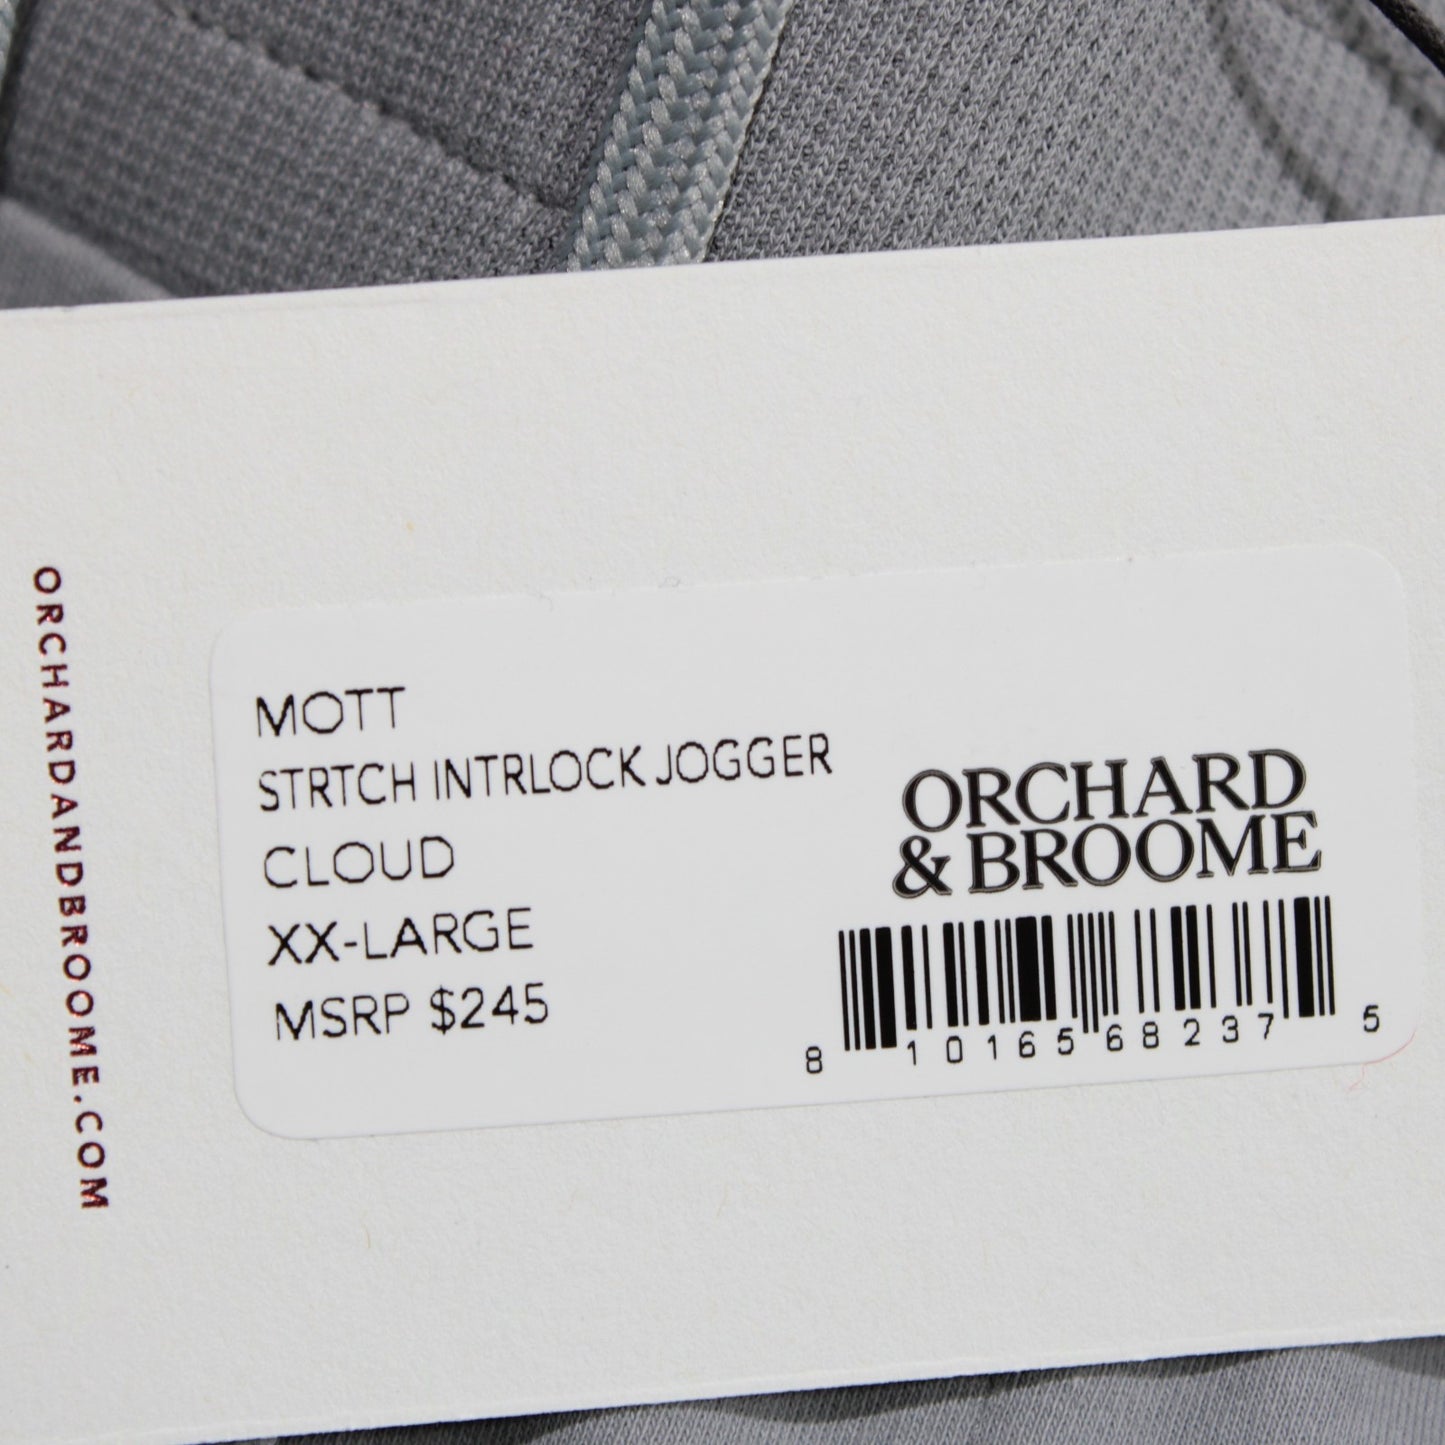 ORCHARDANDBROOME.COM
MOTT
STRTCH INTRLOCK JOGGER
CLOUD
XX-LARGE
MSRP $245
ORCHARD
& BROOME
8 10165 68237 5